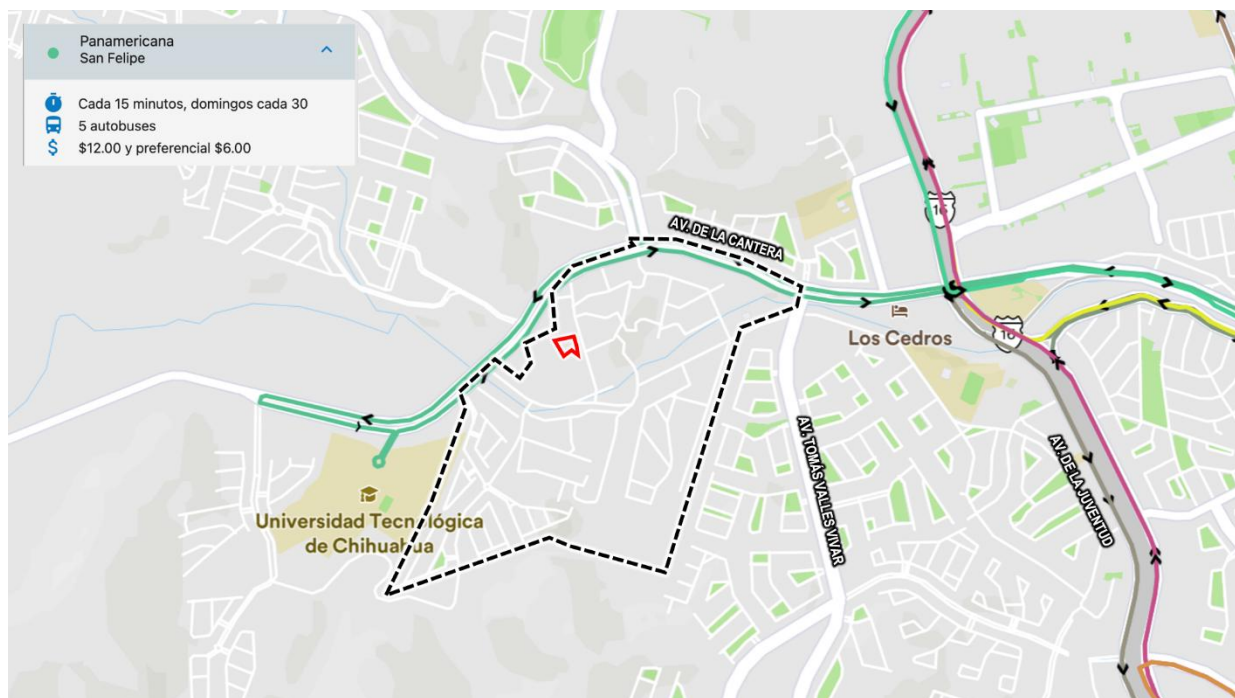 Panamericana
San Felipe
Cada 15 minutos, domingos cada 30
5 autobuses
$ $12.00 y preferencial $6.00
AV. DE LA CANTERA
16
Los Cedros
16
AV. TOMÁS VALLES VIVAR
AV. DE LA JUVENTUD
Universidad Tecnológica
de Chihuahua